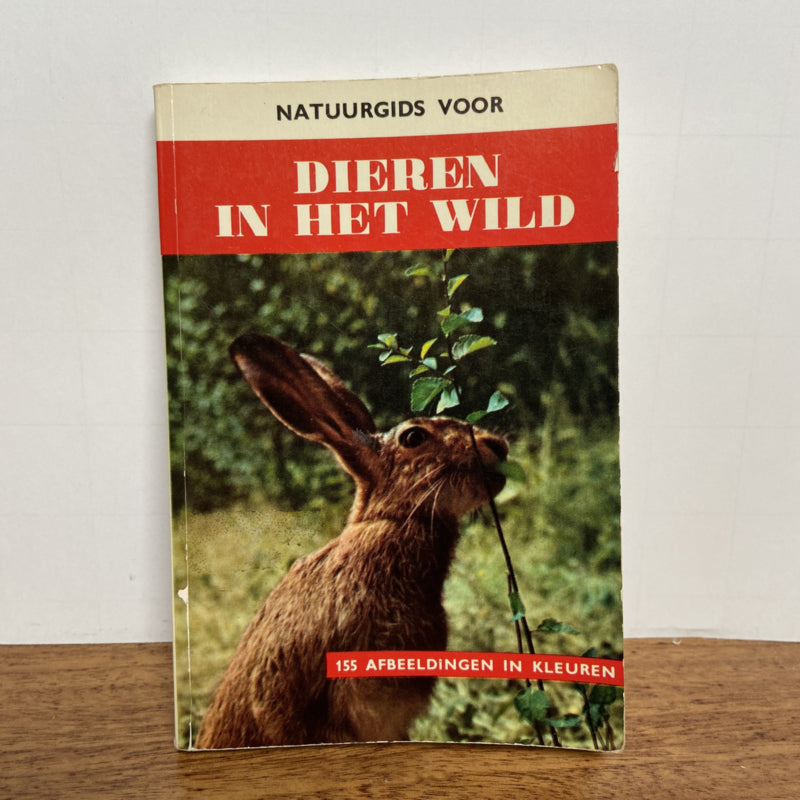 NATUURGIDS VOOR
DIEREN
IN HET WILD
155 AFBEELDINGEN IN KLEUREN